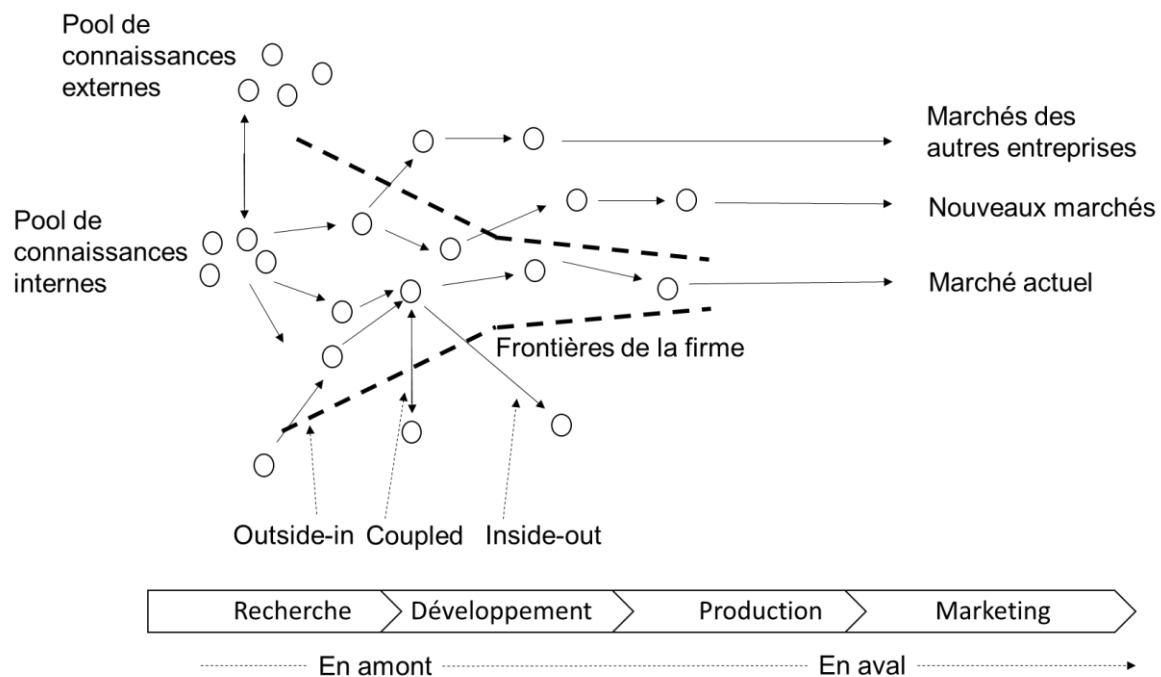 Pool de
connaissances
externes
Marchés des
autres entreprises
Pool de
connaissances
internes
Nouveaux marchés
Marché actuel
Frontières de la firme
Outside-in
Coupled
Inside-out
Recherche
Développement
Production
Marketing
En amont
En aval